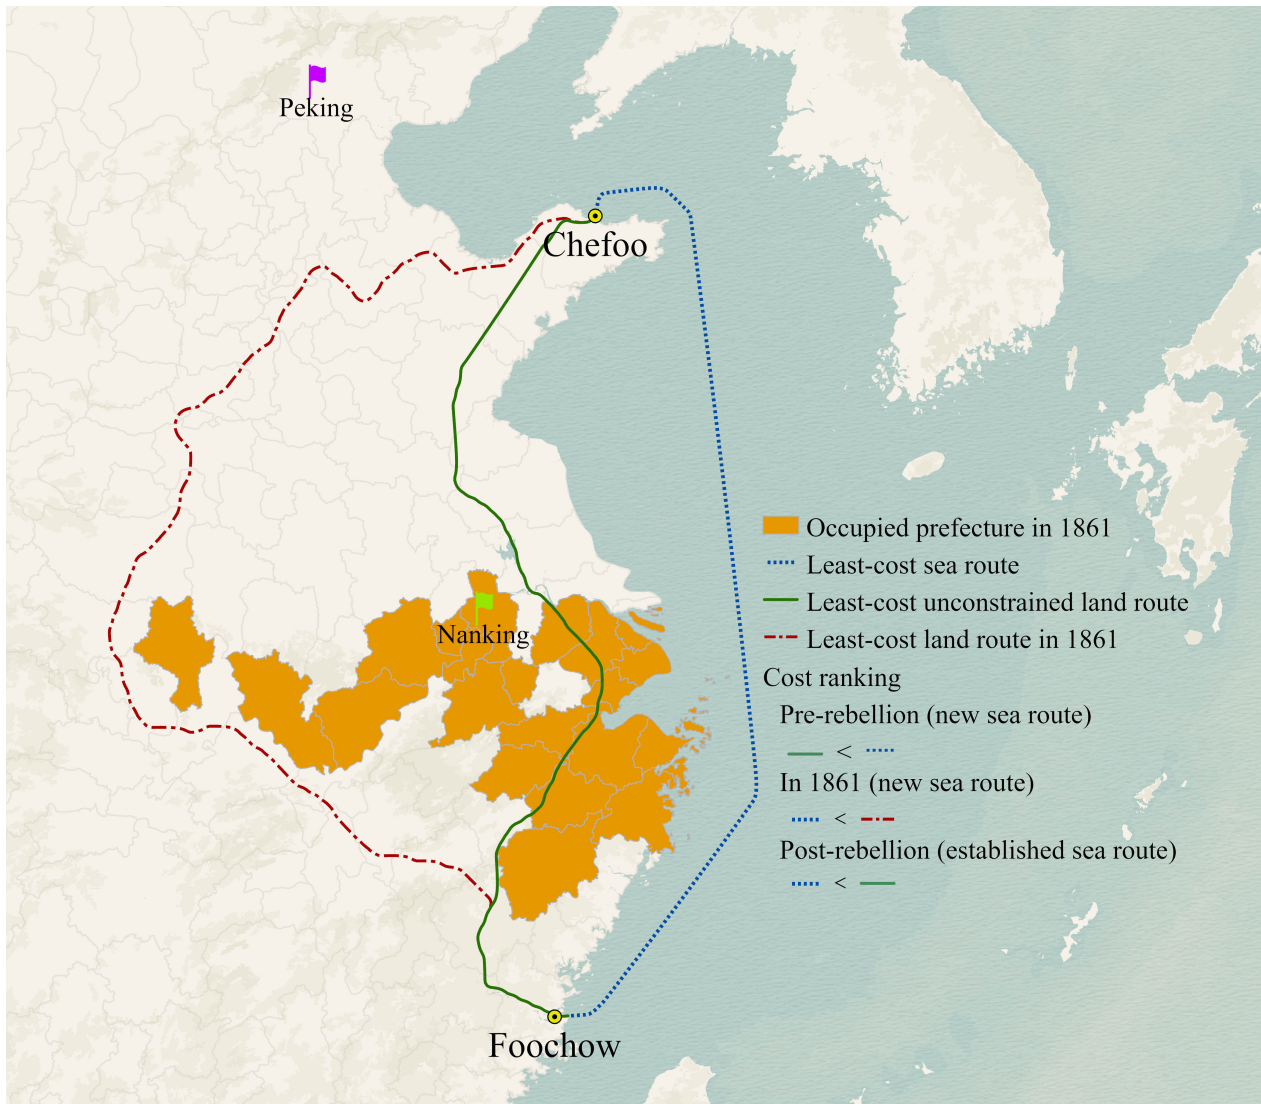 Peking
Chefoo
Occupied prefecture in 1861
Least-cost sea route
Least-cost unconstrained land route
Nanking
Least-cost land route in 1861
Cost ranking
Pre-rebellion (new sea route)
<
In 1861 (new sea route)
<
Post-rebellion (established sea route)
<
Foochow